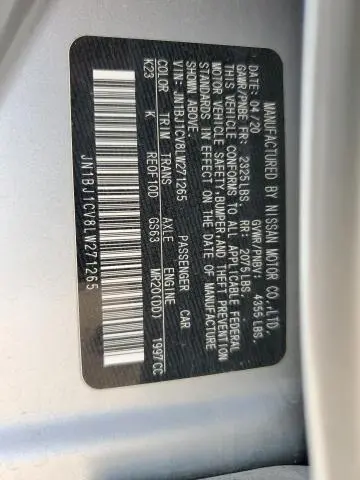 MANUFACTURED BY NISSAN MOTOR CO.,LTD.
DATE: 04/20 GVWR/PNBV: 4355 LBS.
GAWR/PNBE FR: 2325LBS. RR: 2075LBS.
THIS VEHICLE CONFORMS TO ALL APPLICABLE FEDERAL
MOTOR VEHICLE SAFETY,BUMPER,AND THEFT PREVENTION
STANDARDS IN EFFECT ON THE DATE OF MANUFACTURE
SHOWN ABOVE.
VIN: JN1BJ1CV8LW271265 PASSENGER CAR
COLOR TRIM TRANS AXLE ENGINE
K23 K RE0F10D GS63 MR20(DD) 1997CC
JN1BJ1CV8LW271265